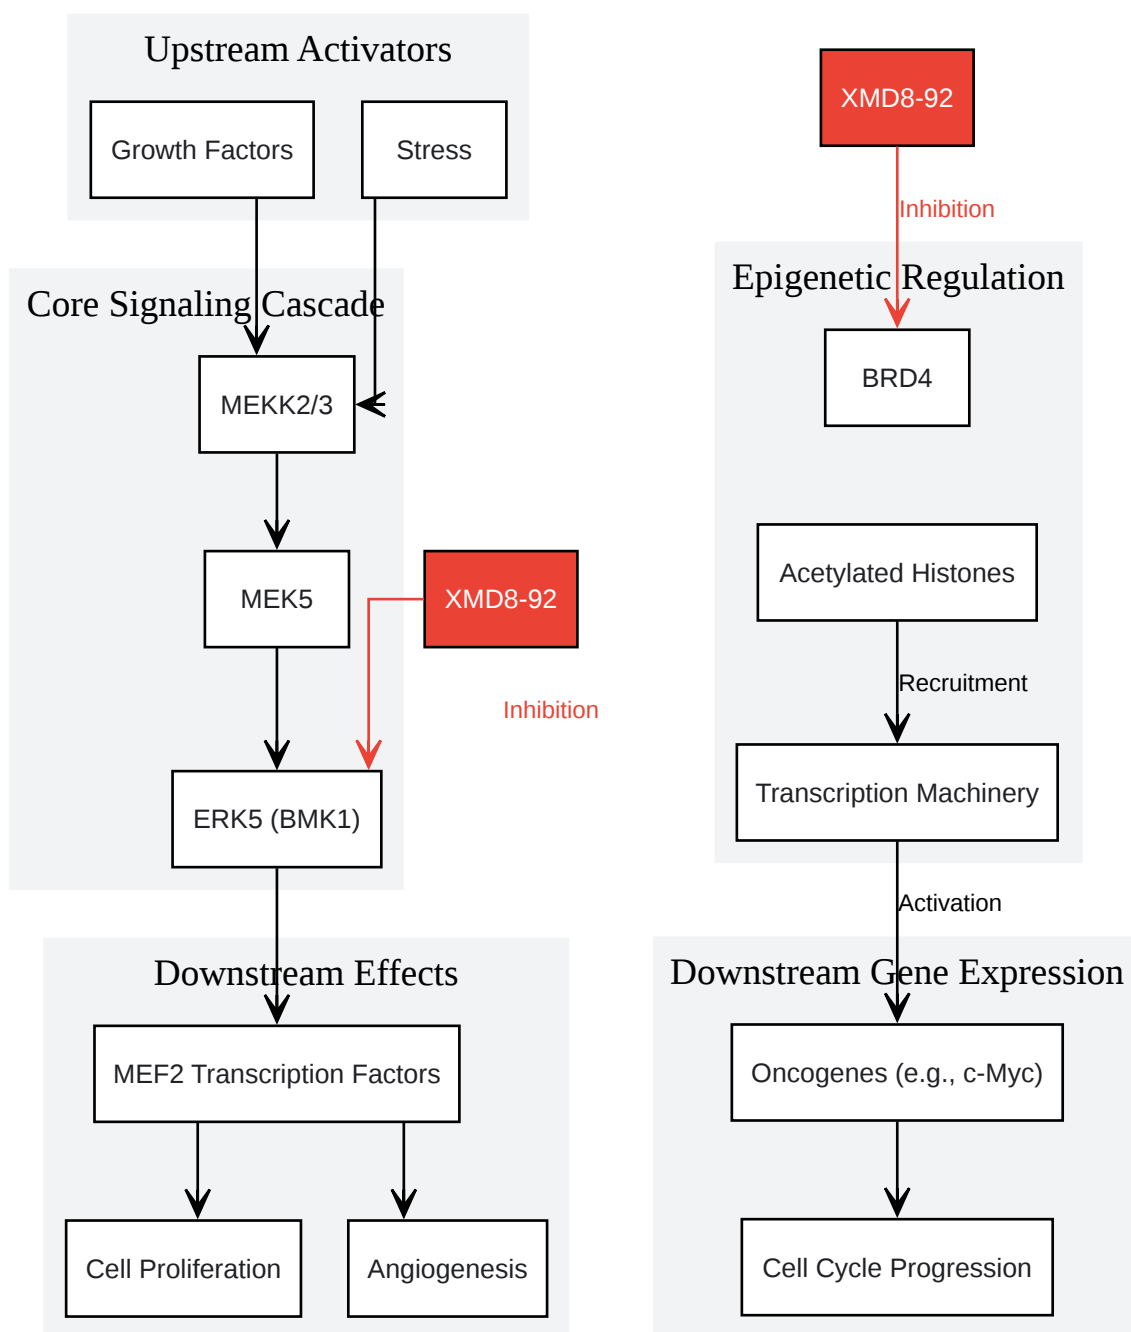 Upstream Activators
Growth Factors
Stress
Core Signaling Cascade
MEKK2/3
MEK5
XMD8-92
Inhibition
ERK5 (BMK1)
Downstream Effects
MEF2 Transcription Factors
Cell Proliferation
Angiogenesis
XMD8-92
Inhibition
Epigenetic Regulation
BRD4
Acetylated Histones
Recruitment
Transcription Machinery
Activation
Downstream Gene Expression
Oncogenes (e.g., c-Myc)
Cell Cycle Progression